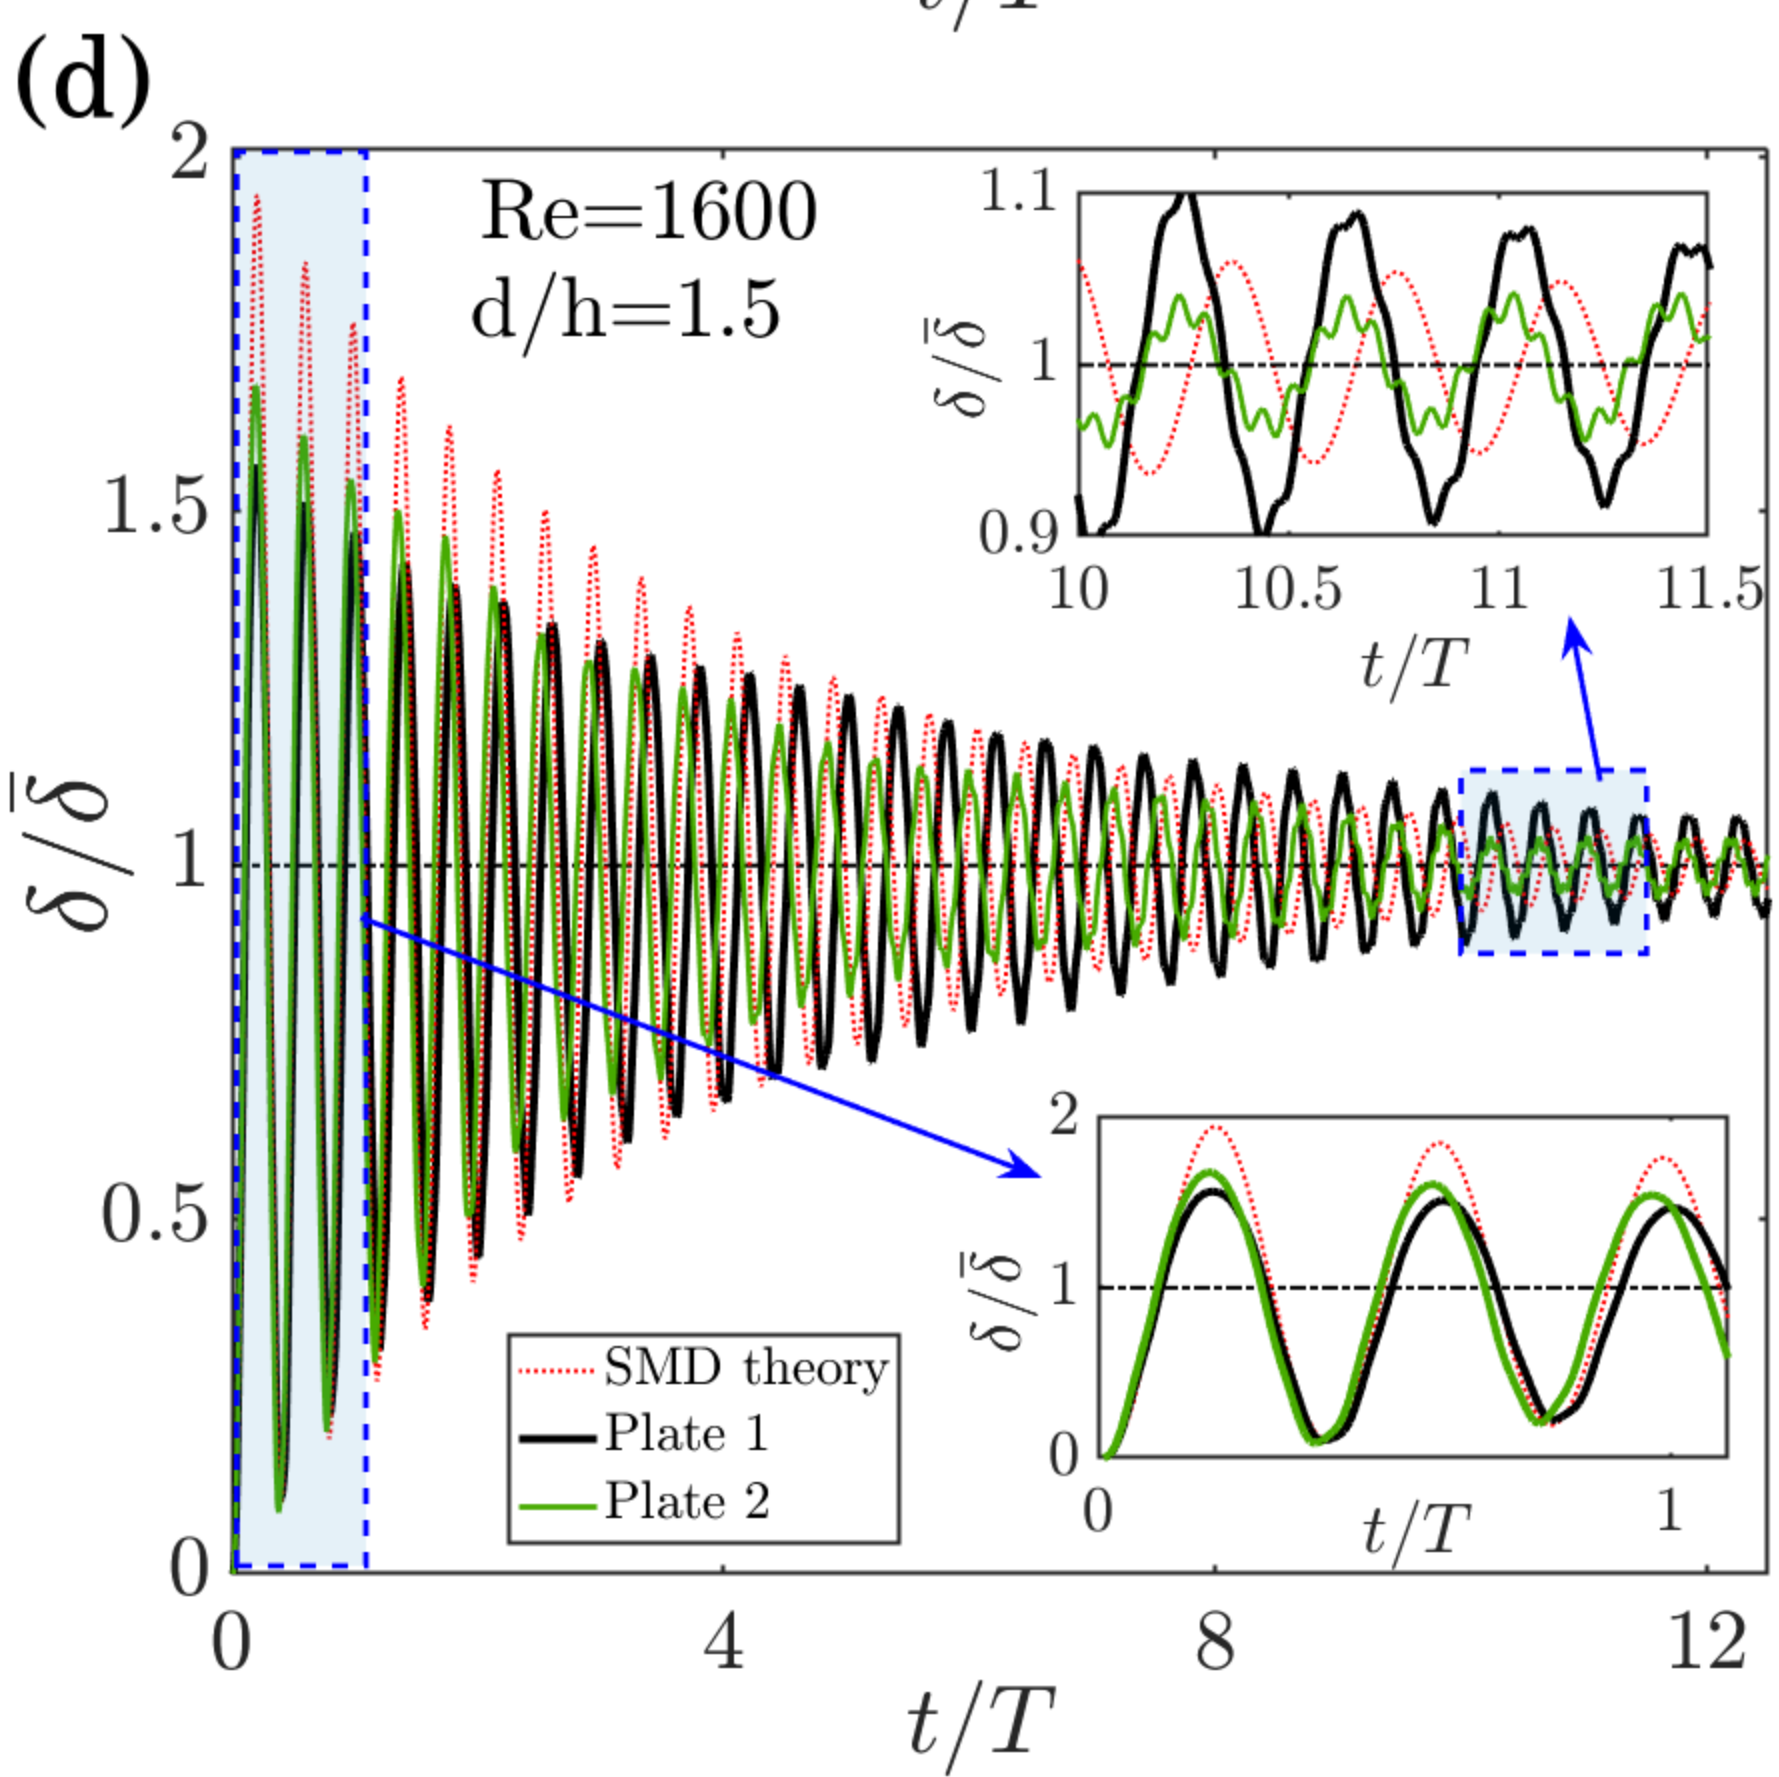 t/T
(d)
2
1.5
1
0.5
0
δ/δ̄
Re=1600
d/h=1.5
1.1
1
0.9
δ/δ̄
10 10.5 11 11.5
t/T
2
1
0
δ/δ̄
0 1
t/T
SMD theory
Plate 1
Plate 2
0 4 8 12
t/T